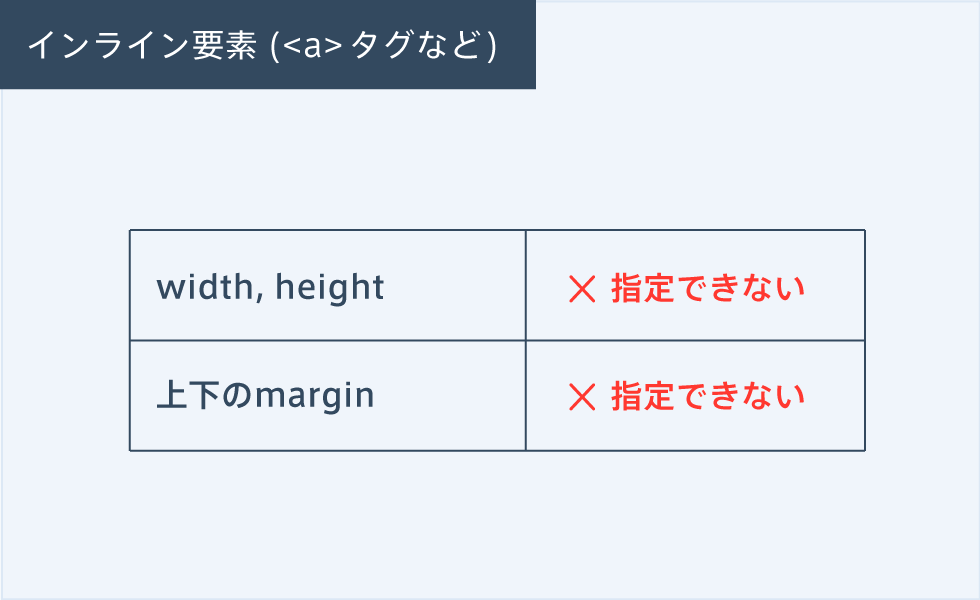 インライン要素 (<a>タグなど)
width, height
× 指定できない
上下のmargin
× 指定できない